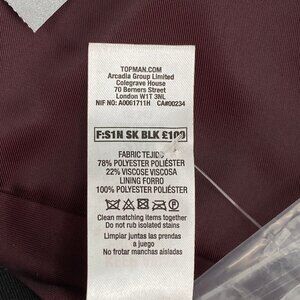 TOPMAN.COM
Arcadia Group Limited
Colegrave House
70 Berners Street
London W1T 3NL
NIF NO: A0061711H CA#00234
F:S1N SK BLK £100
FABRIC TEJIDO
78% POLYESTER POLIÉSTER
22% VISCOSE VISCOSA
LINING FORRO
100% POLYESTER POLIÉSTER
Clean matching items together
Do not rub isolated stains
Limpiar juntas las prendas
a juego
No frotar manchas aisladas